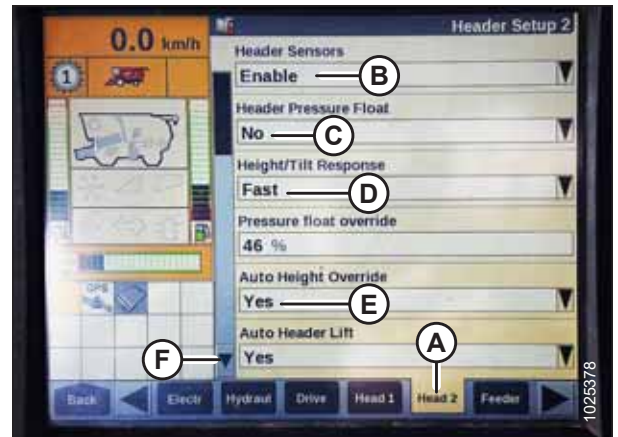 0.0 km/h
Header Setup 2
1
Header Sensors
Enable
B
Header Pressure Float
No
C
Height/Tilt Response
Fast
D
Pressure float override
46 %
Auto Height Override
Yes
E
GPS
Auto Header Lift
Yes
F
A
Back
Electr
Hydraul
Drive
Head 1
Head 2
Feeder
1025378